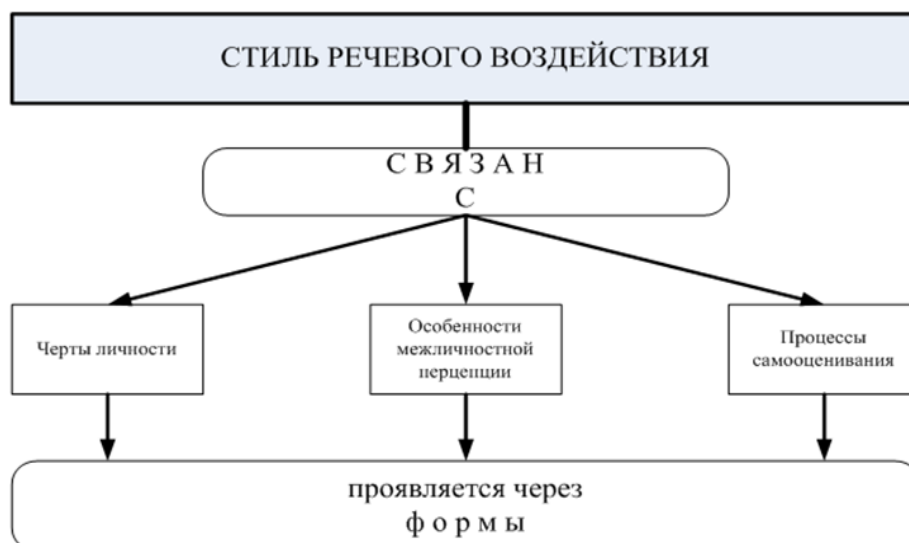 СТИЛЬ РЕЧЕВОГО ВОЗДЕЙСТВИЯ
С В Я З А Н
С
Черты личности
Особенности
межличностной
перцепции
Процессы
самооценивания
проявляется через
ф о р м ы